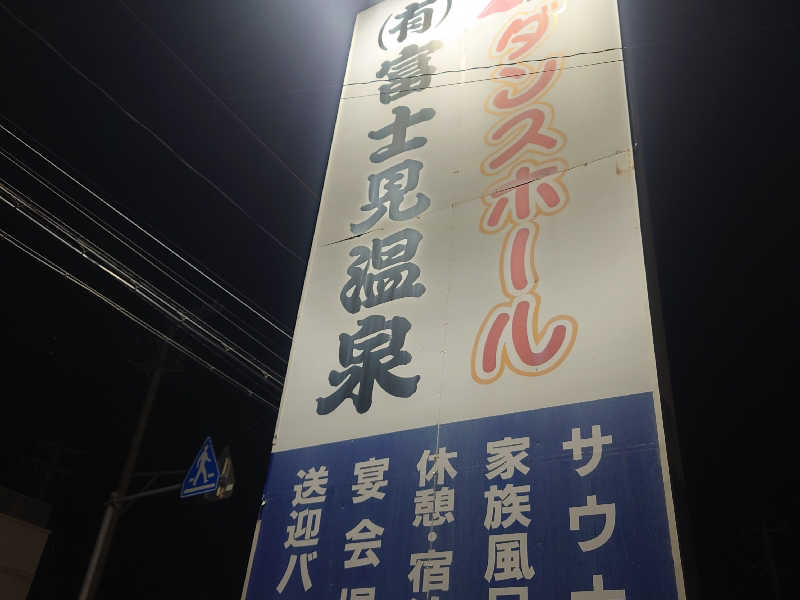 ダンスホール
(有)富士見温泉
サウナ
家族風
休憩・宿
宴会
送迎バ